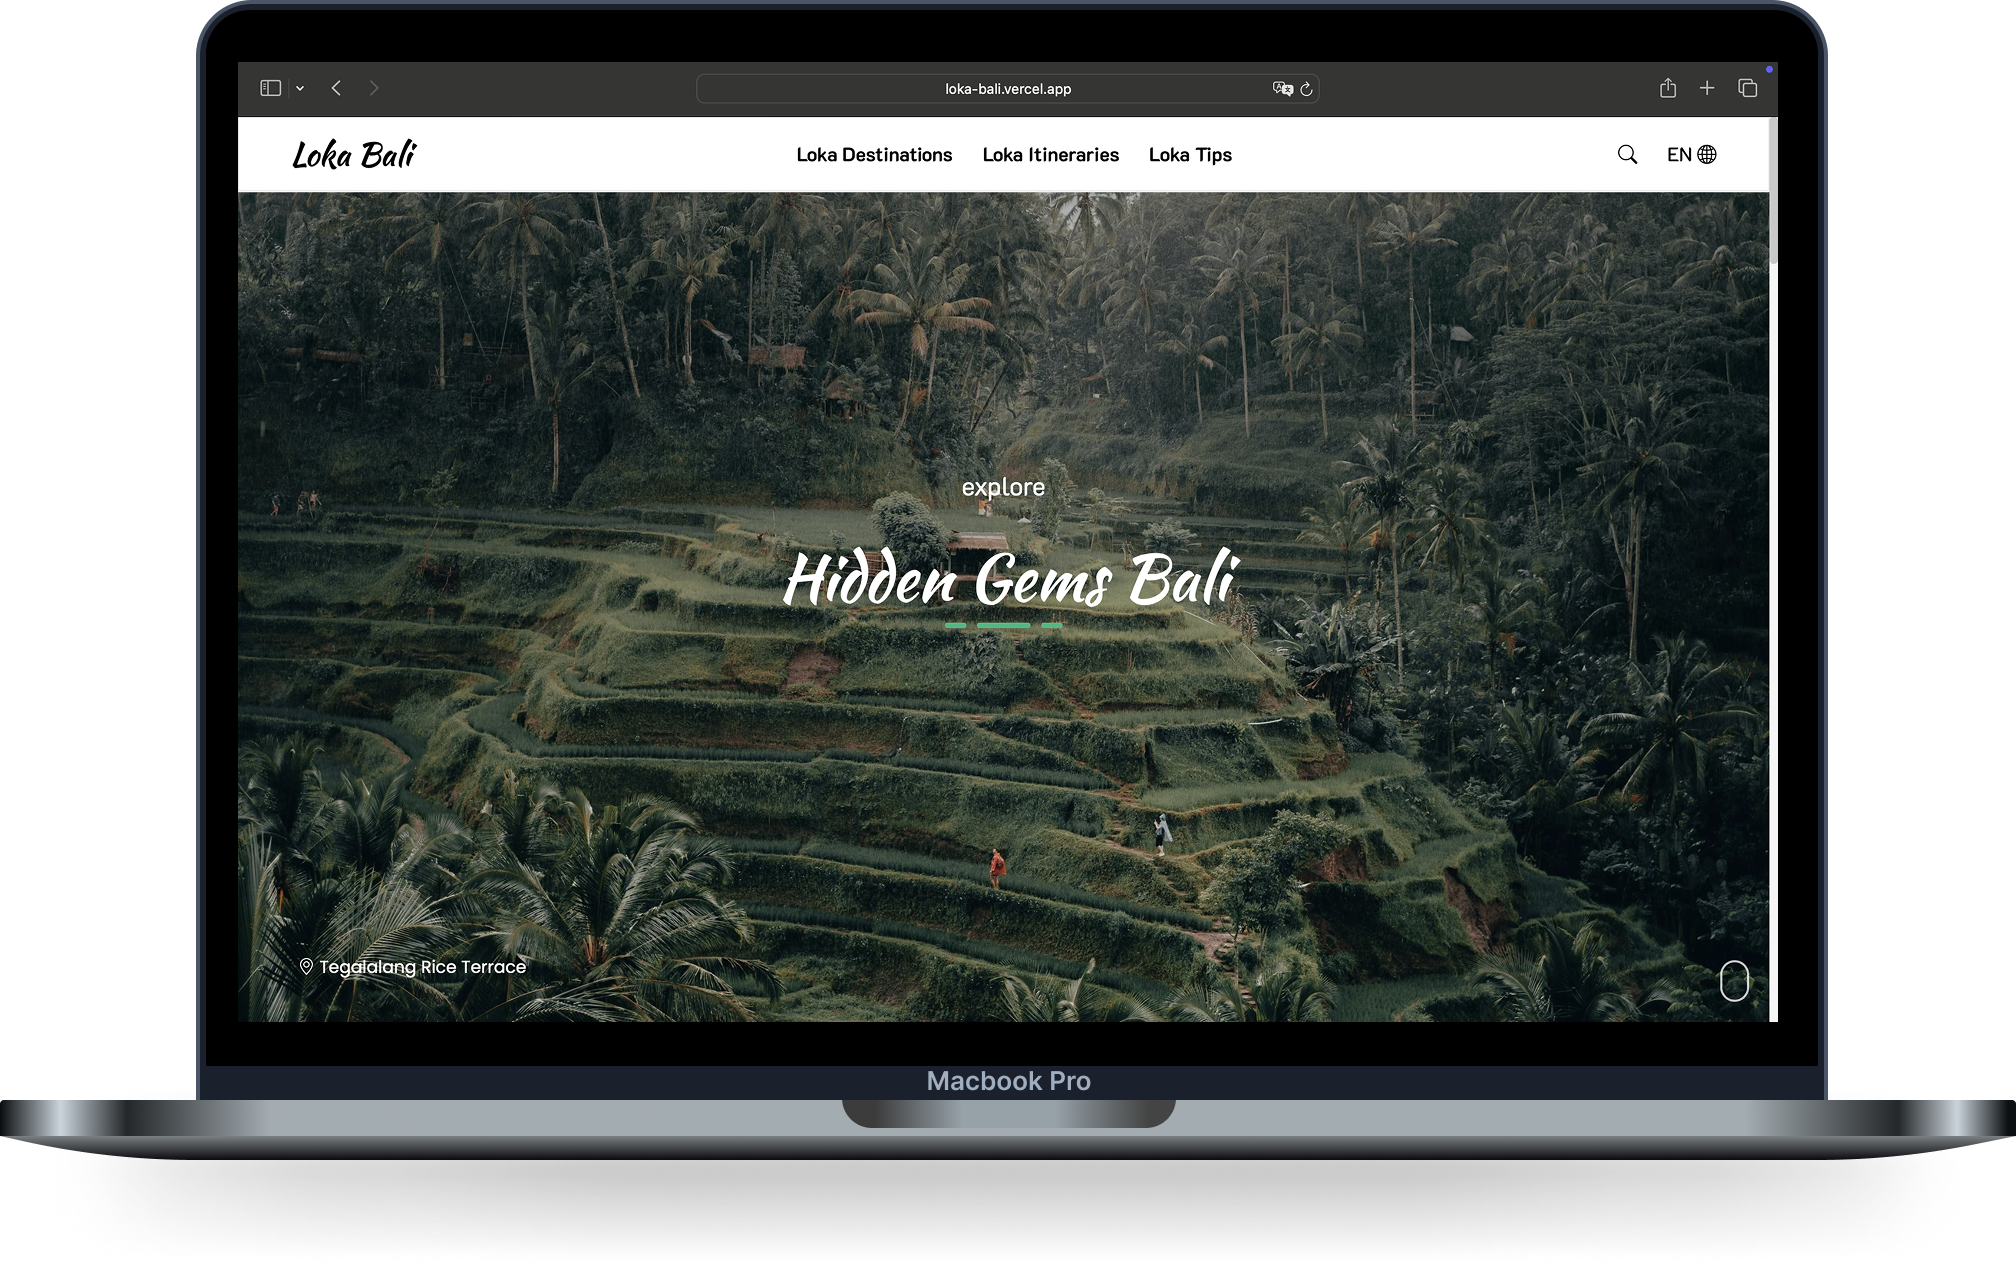 loka-bali.vercel.app
Loka Bali
Loka Destinations
Loka Itineraries
Loka Tips
EN
explore
Hidden Gems Bali
Tegalalang Rice Terrace
Macbook Pro